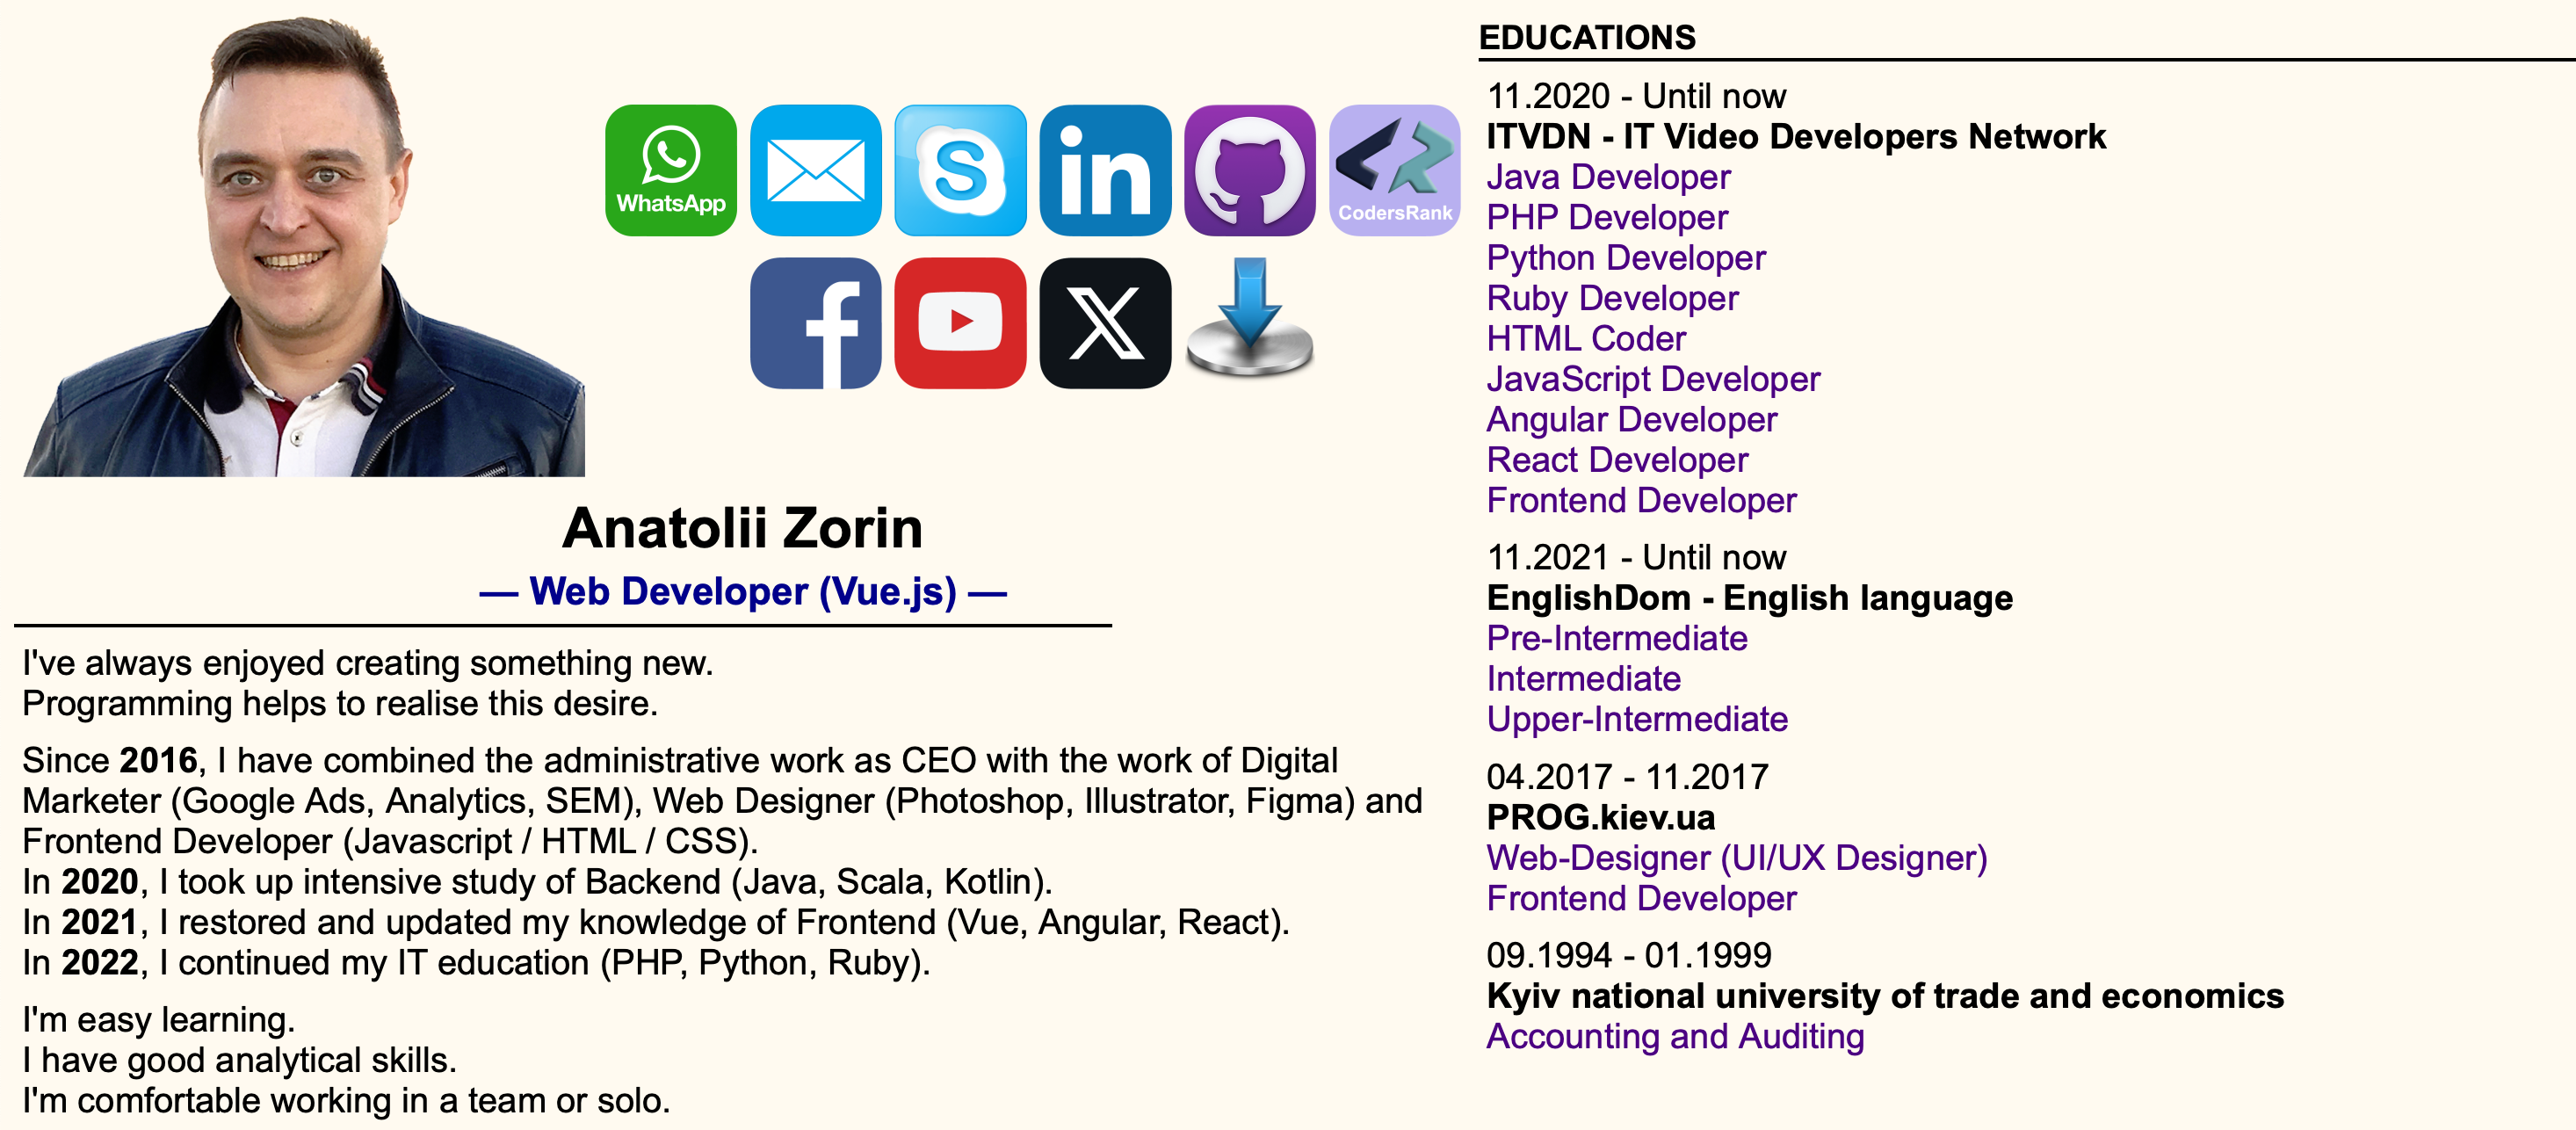 WhatsApp
CodersRank
Anatolii Zorin
— Web Developer (Vue.js) —
I've always enjoyed creating something new.
Programming helps to realise this desire.
Since 2016, I have combined the administrative work as CEO with the work of Digital
Marketer (Google Ads, Analytics, SEM), Web Designer (Photoshop, Illustrator, Figma) and
Frontend Developer (Javascript / HTML / CSS).
In 2020, I took up intensive study of Backend (Java, Scala, Kotlin).
In 2021, I restored and updated my knowledge of Frontend (Vue, Angular, React).
In 2022, I continued my IT education (PHP, Python, Ruby).
I'm easy learning.
I have good analytical skills.
I'm comfortable working in a team or solo.
EDUCATIONS
11.2020 - Until now
ITVDN - IT Video Developers Network
Java Developer
PHP Developer
Python Developer
Ruby Developer
HTML Coder
JavaScript Developer
Angular Developer
React Developer
Frontend Developer
11.2021 - Until now
EnglishDom - English language
Pre-Intermediate
Intermediate
Upper-Intermediate
04.2017 - 11.2017
PROG.kiev.ua
Web-Designer (UI/UX Designer)
Frontend Developer
09.1994 - 01.1999
Kyiv national university of trade and economics
Accounting and Auditing